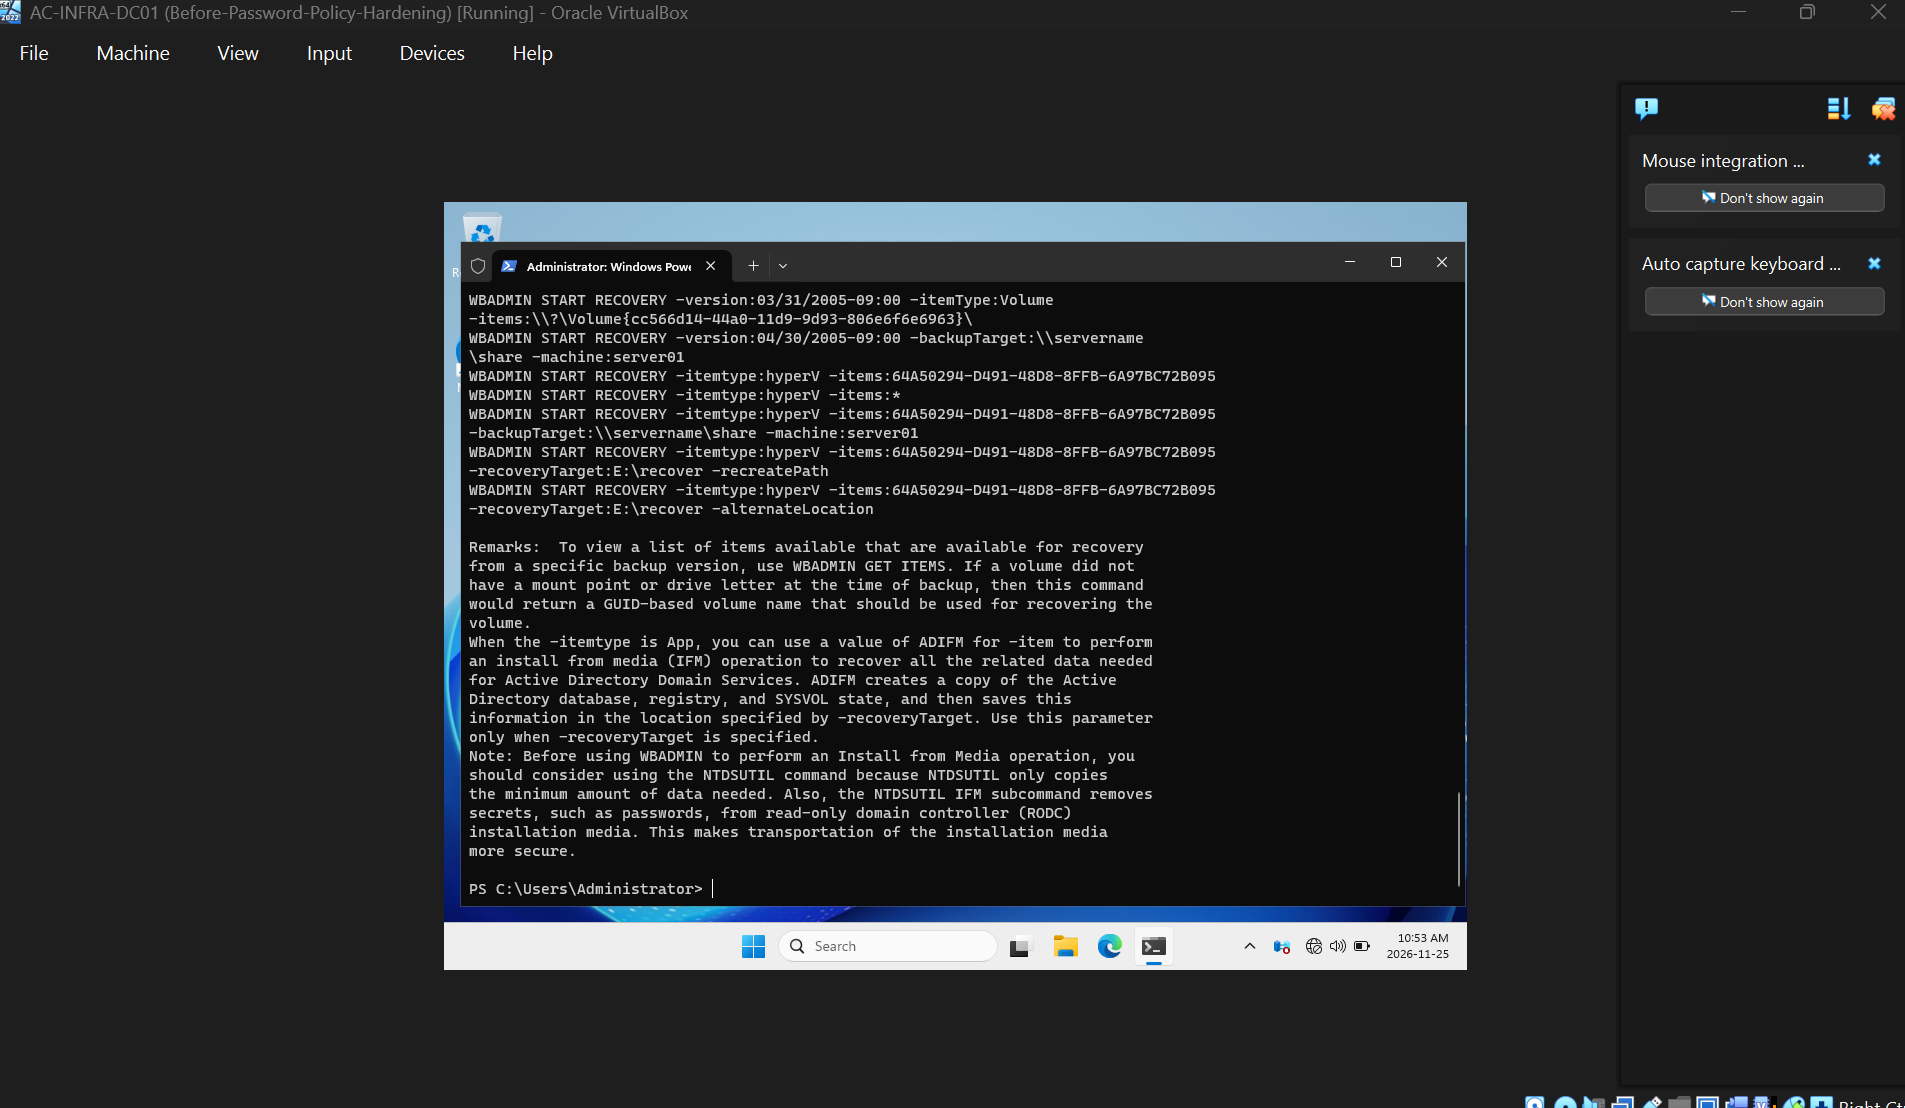 AC-INFRA-DC01 (Before-Password-Policy-Hardening) [Running] - Oracle VirtualBox
File Machine View Input Devices Help
Mouse integration ...
Don't show again
Auto capture keyboard ...
Don't show again
Administrator: Windows Powe
WBADMIN START RECOVERY -version:03/31/2005-09:00 -itemType:Volume
-items:\\?\Volume{cc566d14-44a0-11d9-9d93-806e6f6e6963}\
WBADMIN START RECOVERY -version:04/30/2005-09:00 -backupTarget:\\servername
\share -machine:server01
WBADMIN START RECOVERY -itemtype:hyperV -items:64A50294-D491-48D8-8FFB-6A97BC72B095
WBADMIN START RECOVERY -itemtype:hyperV -items:*
WBADMIN START RECOVERY -itemtype:hyperV -items:64A50294-D491-48D8-8FFB-6A97BC72B095
-backupTarget:\\servername\share -machine:server01
WBADMIN START RECOVERY -itemtype:hyperV -items:64A50294-D491-48D8-8FFB-6A97BC72B095
-recoveryTarget:E:\recover -recreatePath
WBADMIN START RECOVERY -itemtype:hyperV -items:64A50294-D491-48D8-8FFB-6A97BC72B095
-recoveryTarget:E:\recover -alternateLocation
Remarks:  To view a list of items available that are available for recovery
from a specific backup version, use WBADMIN GET ITEMS. If a volume did not
have a mount point or drive letter at the time of backup, then this command
would return a GUID-based volume name that should be used for recovering the
volume.
When the -itemtype is App, you can use a value of ADIFM for -item to perform
an install from media (IFM) operation to recover all the related data needed
for Active Directory Domain Services. ADIFM creates a copy of the Active
Directory database, registry, and SYSVOL state, and then saves this
information in the location specified by -recoveryTarget. Use this parameter
only when -recoveryTarget is specified.
Note: Before using WBADMIN to perform an Install from Media operation, you
should consider using the NTDSUTIL command because NTDSUTIL only copies
the minimum amount of data needed. Also, the NTDSUTIL IFM subcommand removes
secrets, such as passwords, from read-only domain controller (RODC)
installation media. This makes transportation of the installation media
more secure.
PS C:\Users\Administrator>
Search
10:53 AM
2026-11-25